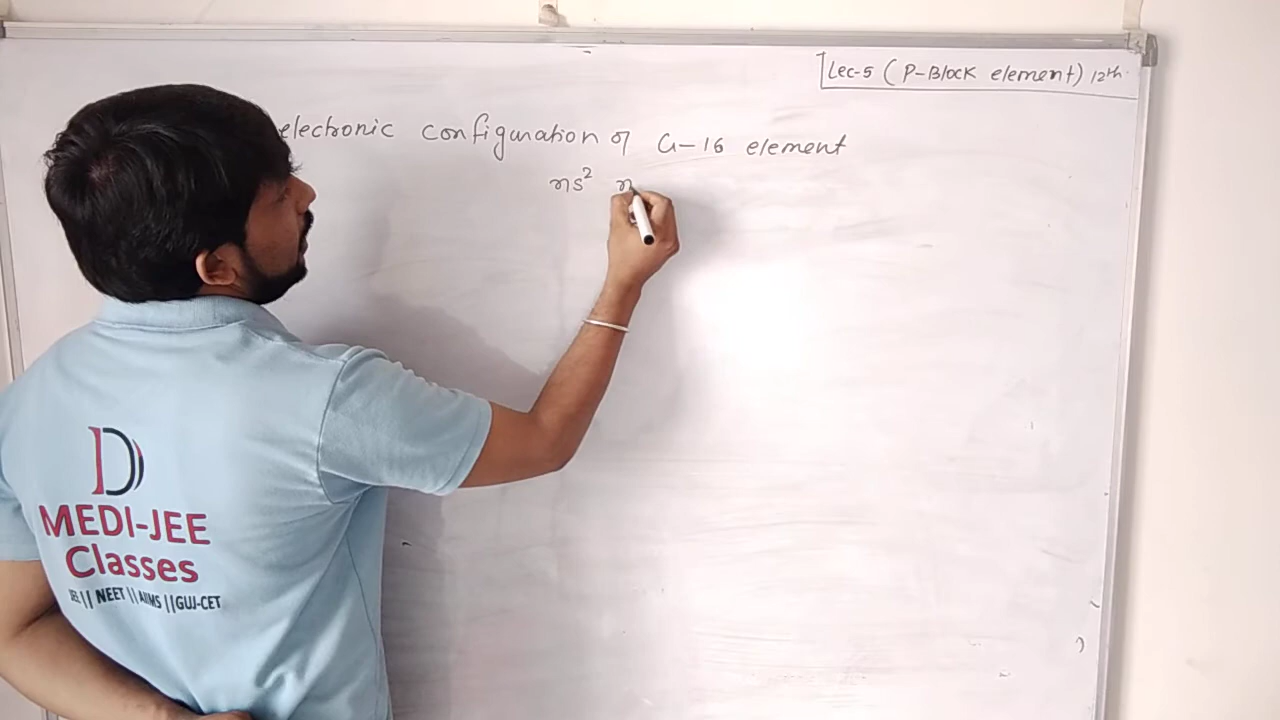 Lec-5 (P-Block element) 12th.
electronic configuration of G-16 element
ns² n
D
MEDI-JEE
Classes
JEE || NEET || AIIMS || GUJ-CET